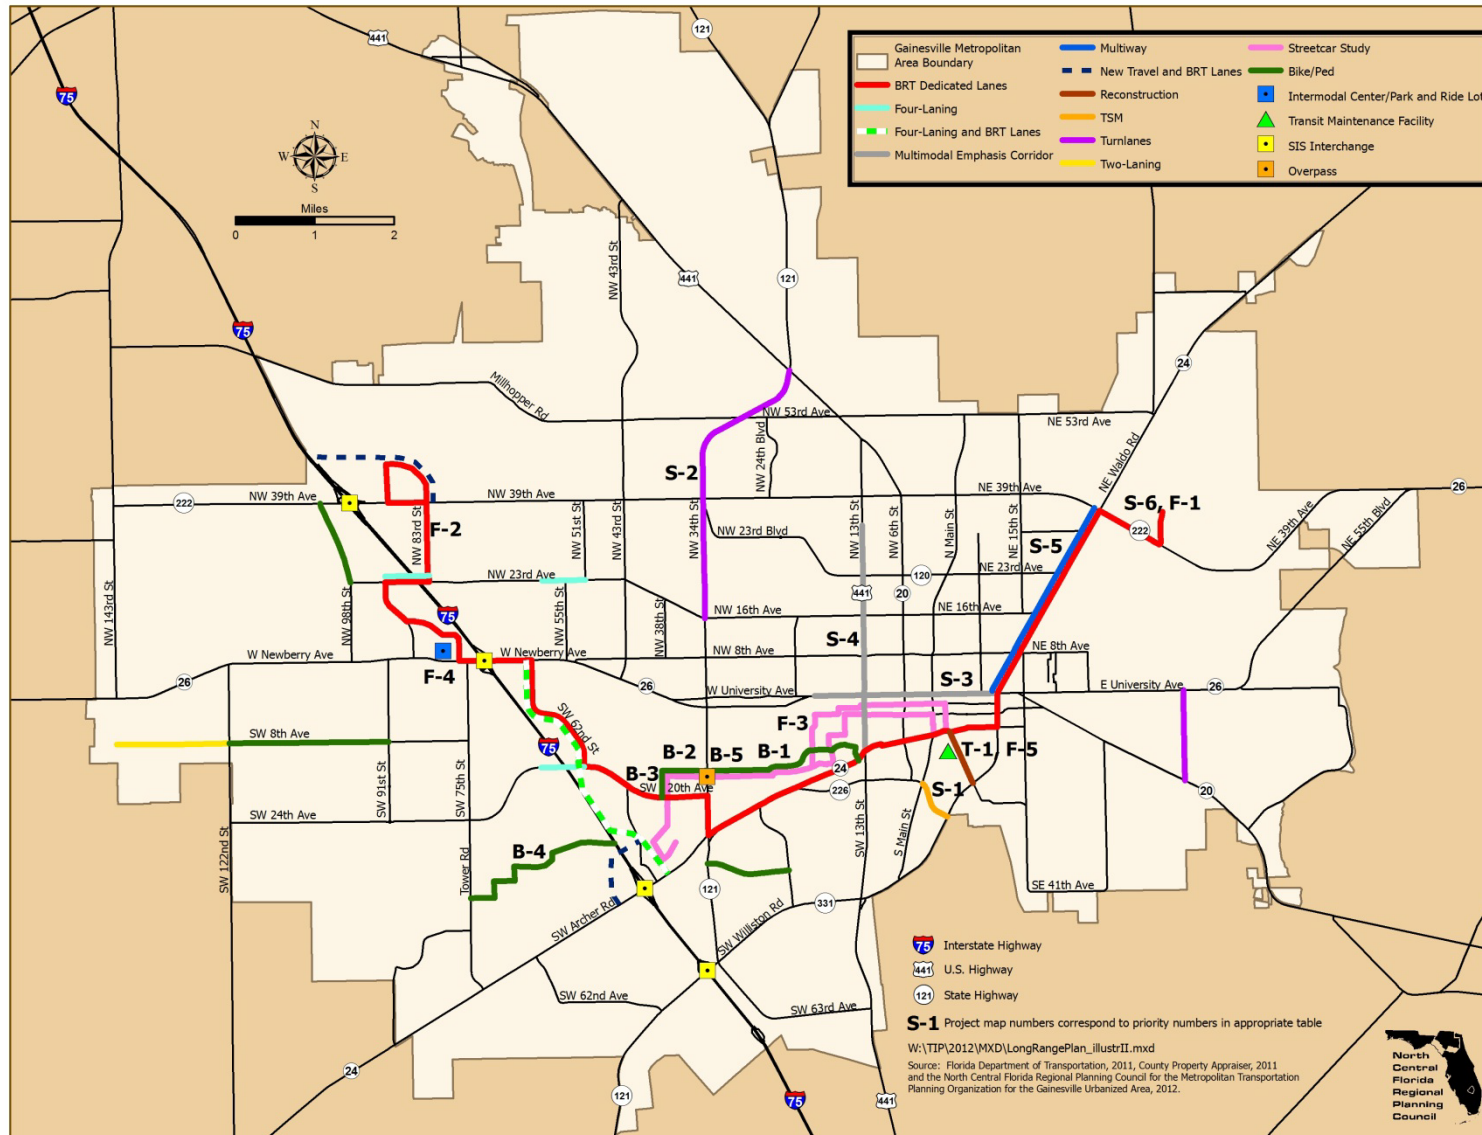 441
121
75
N
W
E
S
Miles
0
1
2
Gainesville Metropolitan
Area Boundary
BRT Dedicated Lanes
Four-Laning
Four-Laning and BRT Lanes
Multimodal Emphasis Corridor
Multiway
New Travel and BRT Lanes
Reconstruction
TSM
Turnlanes
Two-Laning
Streetcar Study
Bike/Ped
Intermodal Center/Park and Ride Lot
Transit Maintenance Facility
SIS Interchange
Overpass
NW 43rd St
441
121
75
24
Millhopper Rd
NW 53rd Ave
NE 53rd Ave
NW 24th Blvd
NE Waldo Rd
S-2
222
NW 39th Ave
NW 39th Ave
NE 39th Ave
S-6, F-1
26
F-2
NW 83rd St
NW 51st St
NW 43rd St
NW 34th St
NW 23rd Blvd
NW 13th St
NW 6th St
N Main St
NE 15th St
S-5
222
NE 39th Ave
NE 55th Blvd
NW 23rd Ave
120
NE 23rd Ave
441
20
NW 143rd St
NW 98th St
75
NW 55th St
NW 38th St
NW 16th Ave
NE 16th Ave
S-4
W Newberry Ave
W Newberry Ave
NW 8th Ave
NE 8th Ave
F-4
26
26
W University Ave
S-3
E University Ave
26
SW 62nd St
F-3
SW 8th Ave
75
B-2
B-5
B-1
T-1, F-5
B-3
24
SW 20th Ave
226
S-1
20
SW 91st St
SW 75th St
SW 24th Ave
SW 122nd St
Tower Rd
B-4
SW 13th St
S Main St
121
SE 41th Ave
331
SW Archer Rd
SW Williston Rd
SW 62nd Ave
SW 63rd Ave
24
121
75
441
75
Interstate Highway
441
U.S. Highway
121
State Highway
S-1 Project map numbers correspond to priority numbers in appropriate table
W:\TIP\2012\MXD\LongRangePlan_illustrII.mxd
Source: Florida Department of Transportation, 2011, County Property Appraiser, 2011
and the North Central Florida Regional Planning Council for the Metropolitan Transportation
Planning Organization for the Gainesville Urbanized Area, 2012.
North
Central
Florida
Regional
Planning
Council